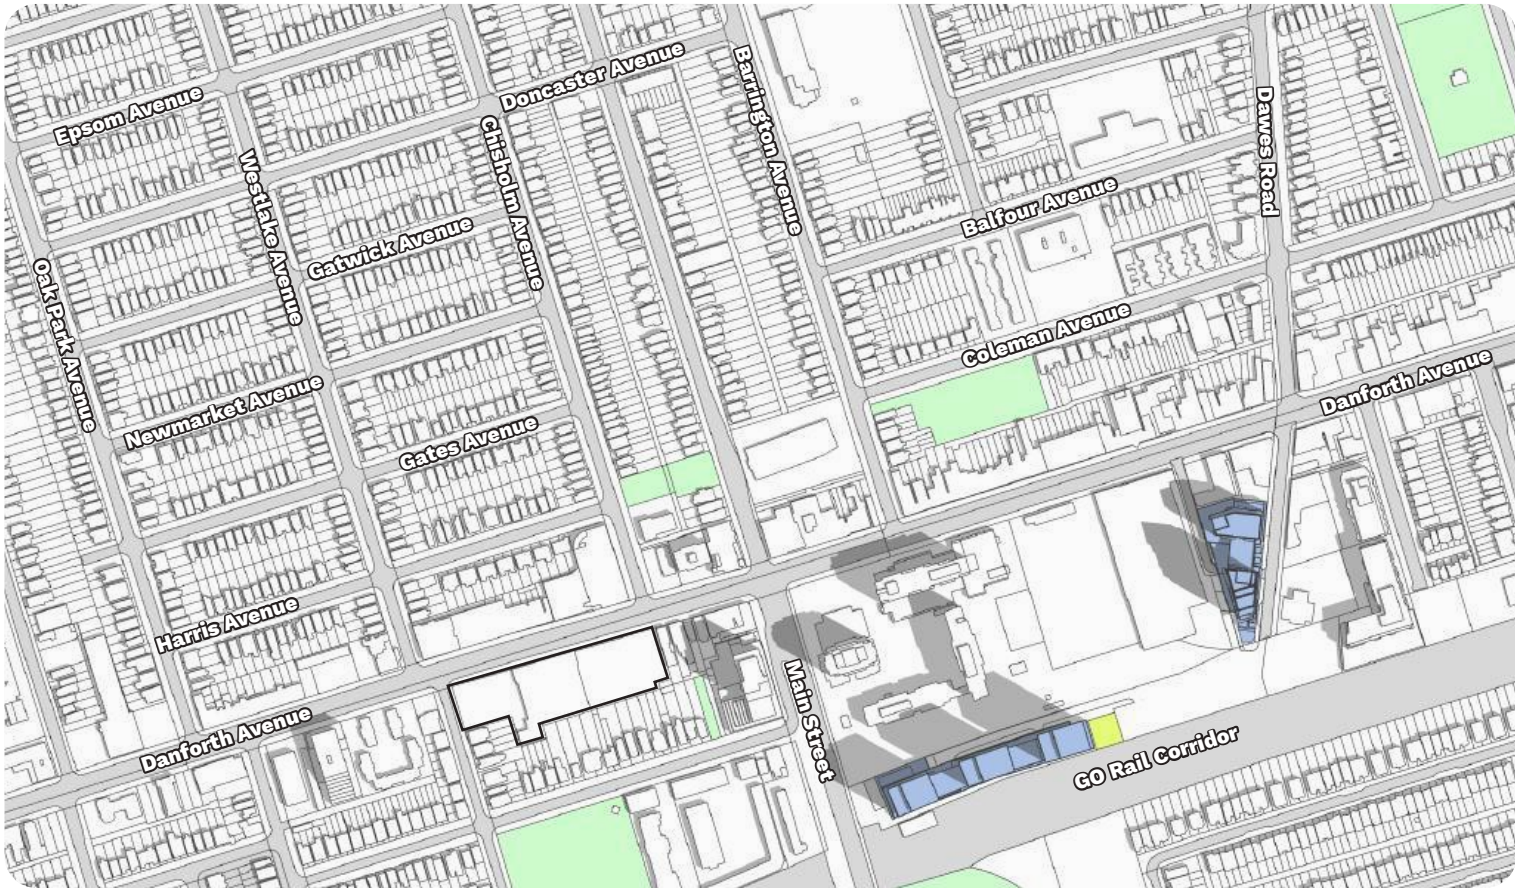 Epsom Avenue
Doncaster Avenue
Barrington Avenue
Dawes Road
Westlake Avenue
Chisholm Avenue
Balfour Avenue
Gatwick Avenue
Oak Park Avenue
Coleman Avenue
Danforth Avenue
Newmarket Avenue
Gates Avenue
Harris Avenue
Main Street
Danforth Avenue
GO Rail Corridor